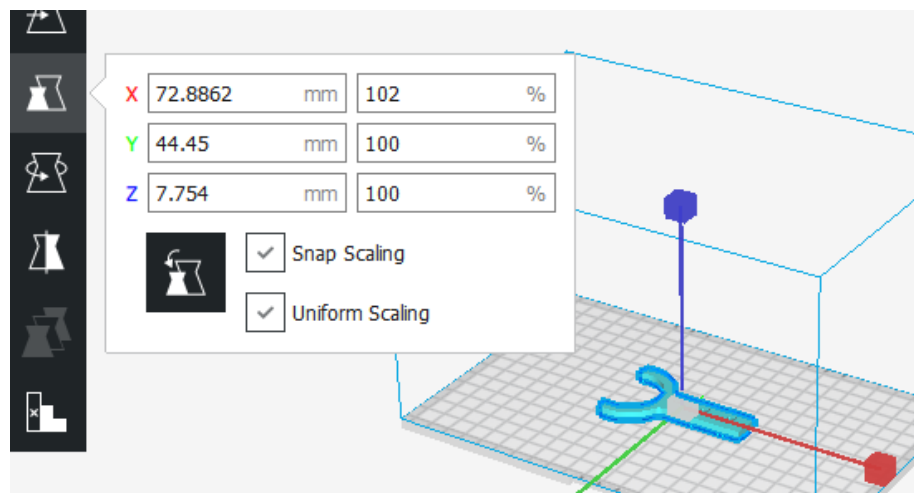 X 72.8862 mm 102 %
Y 44.45 mm 100 %
Z 7.754 mm 100 %
Snap Scaling
Uniform Scaling